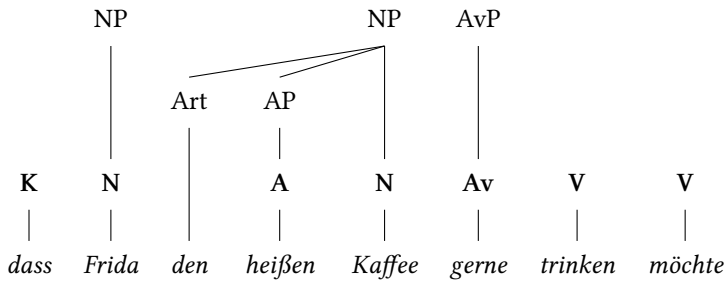 NP NP AvP
Art AP
K N A N Av V V
dass Frida den heißen Kaffee gerne trinken möchte